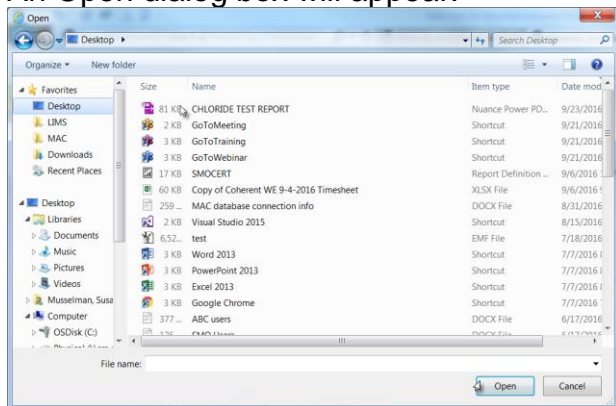 An Open dialog box will appear.
Open
Desktop
Search Desktop
Organize New folder
Favorites
Desktop
LIMS
MAC
Downloads
Recent Places
Desktop
Libraries
Documents
Music
Pictures
Videos
Musselman, Susa
Computer
OSDisk (C:)
Size Name Item type Date mod
81 KB CHLORIDE TEST REPORT Nuance Power PD... 9/23/2016
2 KB GoToMeeting Shortcut 9/21/2016
3 KB GoToTraining Shortcut 9/21/2016
3 KB GoToWebinar Shortcut 9/21/2016
17 KB SMOCERT Report Definition ... 9/6/2016
60 KB Copy of Coherent WE 9-4-2016 Timesheet XLSX File 9/6/2016
259 ... MAC database connection info DOCX File 8/31/2016
2 KB Visual Studio 2015 Shortcut 8/15/2016
6,52... test EMF File 7/18/2016
3 KB Word 2013 Shortcut 7/7/2016
3 KB PowerPoint 2013 Shortcut 7/7/2016
3 KB Excel 2013 Shortcut 7/7/2016
3 KB Google Chrome Shortcut 7/7/2016
377 ... ABC users DOCX File 6/17/2016
File name:
Open Cancel